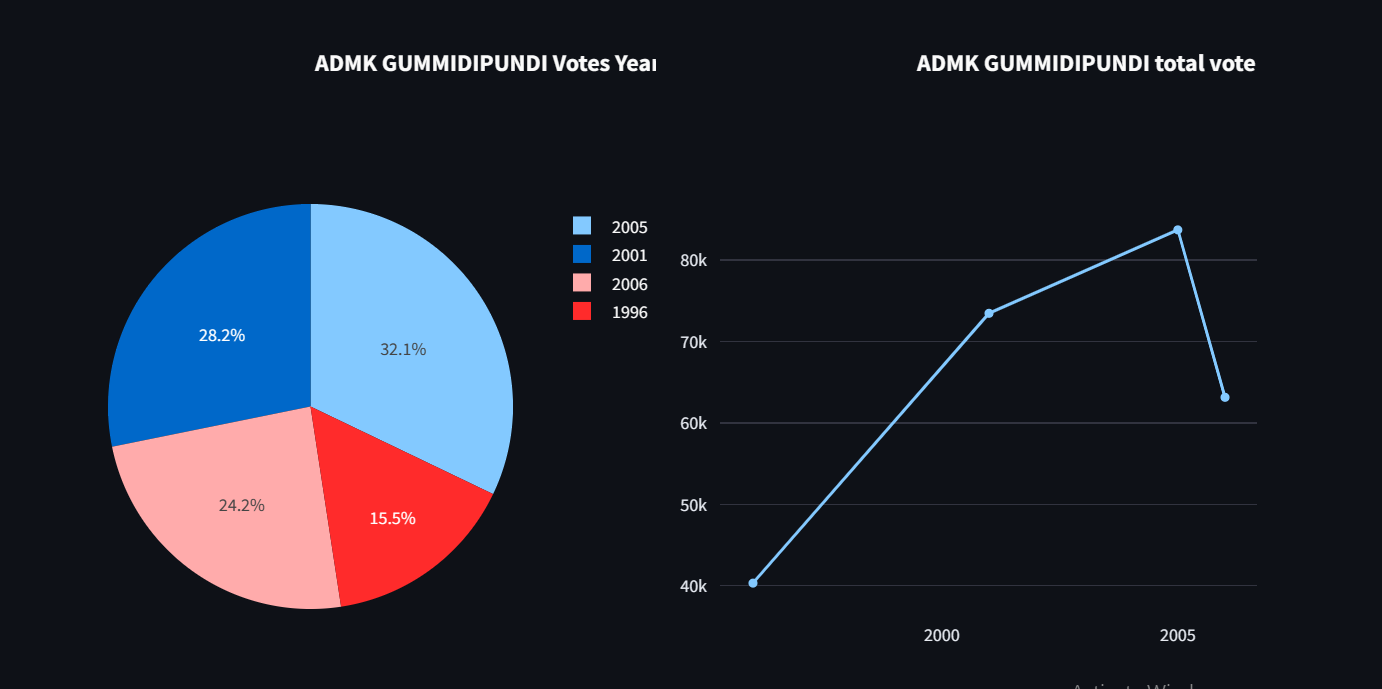 ADMK GUMMIDIPUNDI Votes Year
2005
2001
2006
1996
28.2%
32.1%
24.2%
15.5%
ADMK GUMMIDIPUNDI total vote
80k
70k
60k
50k
40k
2000
2005